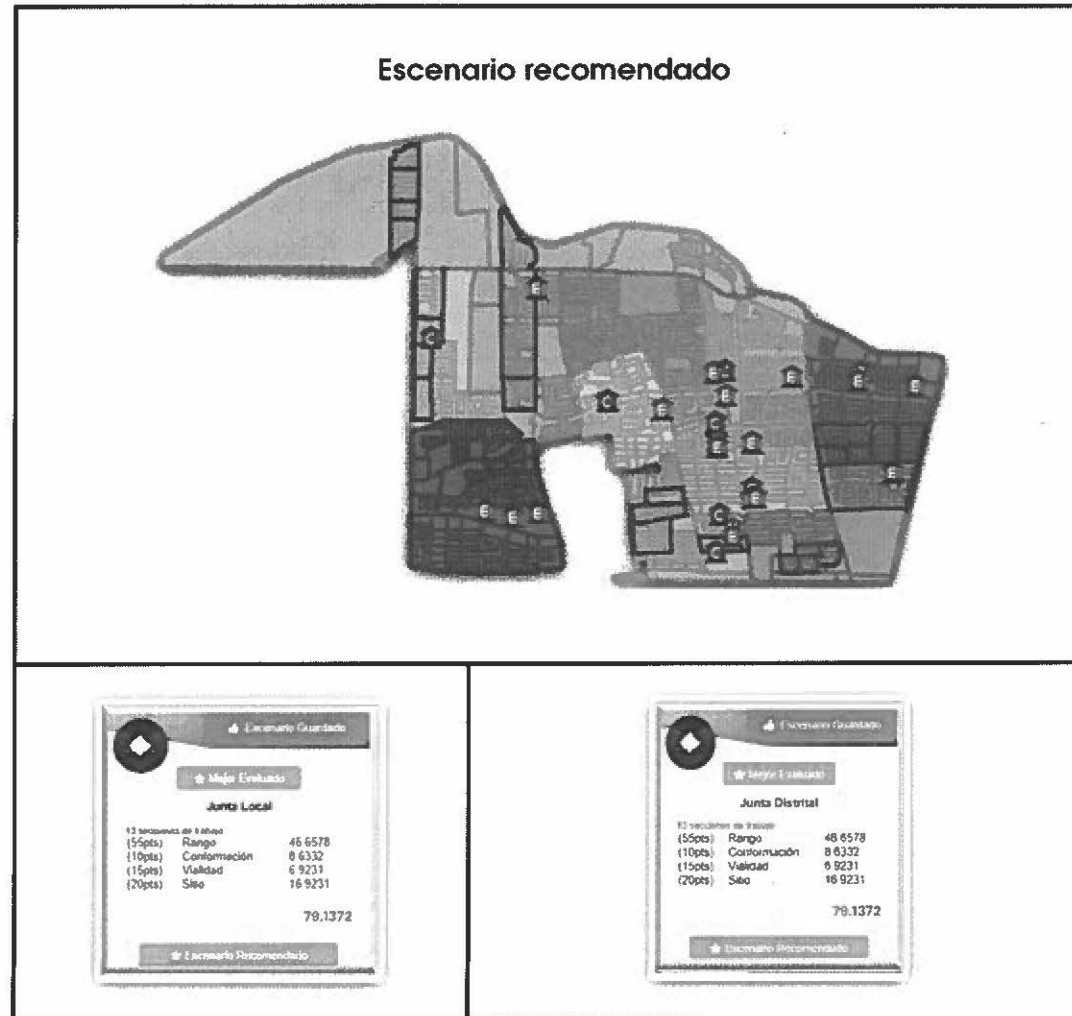 Escenario recomendado
E
C
E
E
E
E
E
C
E
C
E
E
E
E
E
E
E
E
C
E
C
Escenario Guardado
Mejor Evaluado
Junta Local
(55pts) Rango 46.6578
(10pts) Conformación 8.6332
(15pts) Vialidad 6.9231
(20pts) Sitio 16.9231
79.1372
Escenario Recomendado
Escenario Guardado
Mejor Evaluado
Junta Distrital
(55pts) Rango 46.6578
(10pts) Conformación 8.6332
(15pts) Vialidad 6.9231
(20pts) Sitio 16.9231
79.1372
Escenario Recomendado